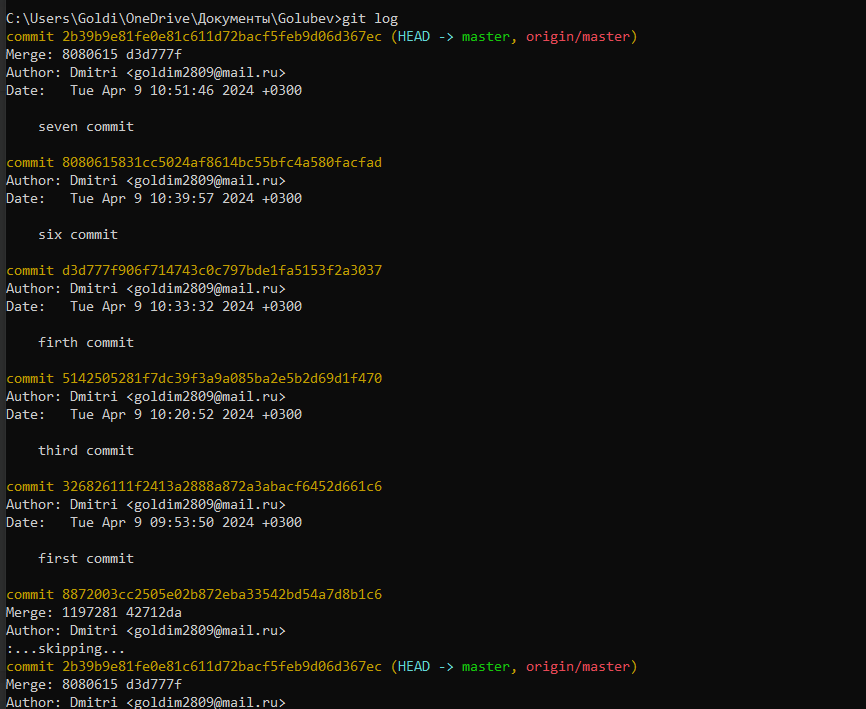 C:\Users\Goldi\OneDrive\Документы\Golubev>git log
commit 2b39b9e81fe0e81c611d72bacf5feb9d06d367ec (HEAD -> master, origin/master)
Merge: 8080615 d3d777f
Author: Dmitri <goldim2809@mail.ru>
Date:   Tue Apr 9 10:51:46 2024 +0300
seven commit
commit 8080615831cc5024af8614bc55bfc4a580facfad
Author: Dmitri <goldim2809@mail.ru>
Date:   Tue Apr 9 10:39:57 2024 +0300
six commit
commit d3d777f906f714743c0c797bde1fa5153f2a3037
Author: Dmitri <goldim2809@mail.ru>
Date:   Tue Apr 9 10:33:32 2024 +0300
firth commit
commit 5142505281f7dc39f3a9a085ba2e5b2d69d1f470
Author: Dmitri <goldim2809@mail.ru>
Date:   Tue Apr 9 10:20:52 2024 +0300
third commit
commit 326826111f2413a2888a872a3abacf6452d661c6
Author: Dmitri <goldim2809@mail.ru>
Date:   Tue Apr 9 09:53:50 2024 +0300
first commit
commit 8872003cc2505e02b872eba33542bd54a7d8b1c6
Merge: 1197281 42712da
Author: Dmitri <goldim2809@mail.ru>
:...skipping...
commit 2b39b9e81fe0e81c611d72bacf5feb9d06d367ec (HEAD -> master, origin/master)
Merge: 8080615 d3d777f
Author: Dmitri <goldim2809@mail.ru>